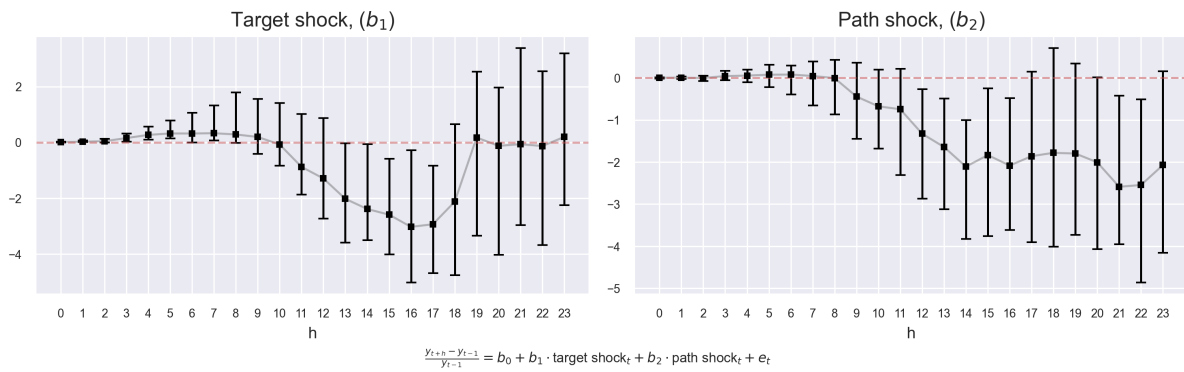 Target shock, (b₁)
2
0
−2
−4
0 1 2 3 4 5 6 7 8 9 10 11 12 13 14 15 16 17 18 19 20 21 22 23
h
Path shock, (b₂)
0
−1
−2
−3
−4
−5
0 1 2 3 4 5 6 7 8 9 10 11 12 13 14 15 16 17 18 19 20 21 22 23
h
(yₜ₊ₕ − yₜ₋₁)/yₜ₋₁ = b₀ + b₁ · target shockₜ + b₂ · path shockₜ + eₜ